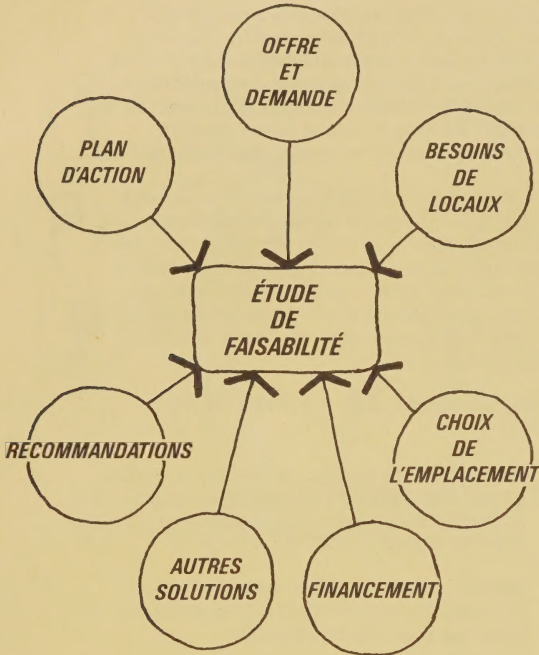 OFFRE
ET
DEMANDE
PLAN
D'ACTION
BESOINS
DE
LOCAUX
ÉTUDE
DE
FAISABILITÉ
RECOMMANDATIONS
CHOIX
DE
L'EMPLACEMENT
AUTRES
SOLUTIONS
FINANCEMENT